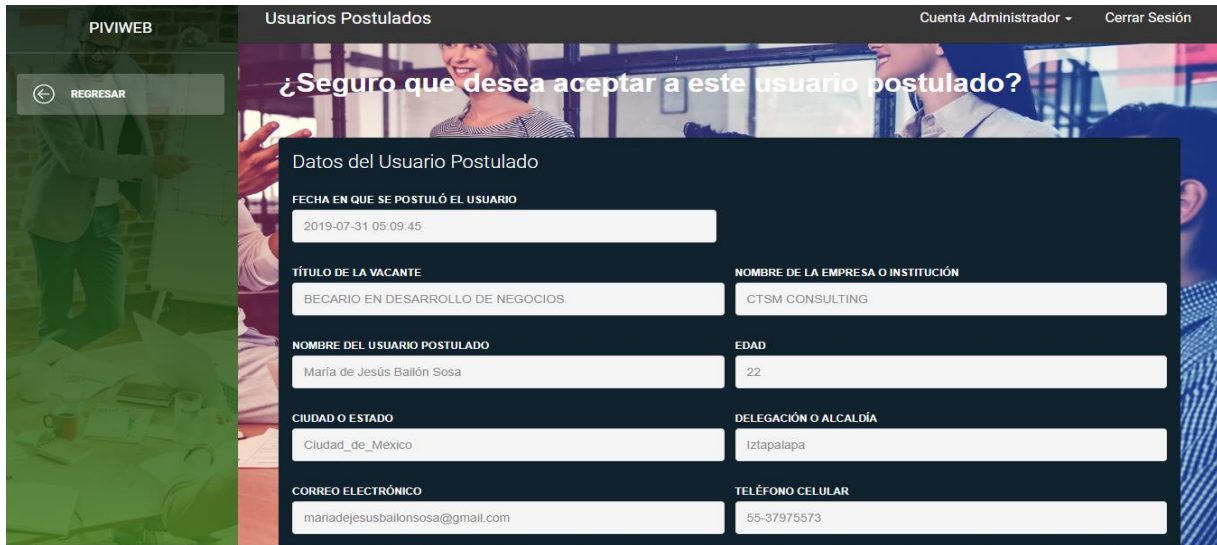 PIVIWEB
Usuarios Postulados
Cuenta Administrador
Cerrar Sesión
REGRESAR
¿Seguro que desea aceptar a este usuario postulado?
Datos del Usuario Postulado
FECHA EN QUE SE POSTULÓ EL USUARIO
2019-07-31 05:09:45
TÍTULO DE LA VACANTE
NOMBRE DE LA EMPRESA O INSTITUCIÓN
BECARIO EN DESARROLLO DE NEGOCIOS
CTSM CONSULTING
NOMBRE DEL USUARIO POSTULADO
EDAD
María de Jesús Bailón Sosa
22
CIUDAD O ESTADO
DELEGACIÓN O ALCALDÍA
Ciudad_de_Mexico
Iztapalapa
CORREO ELECTRÓNICO
TELÉFONO CELULAR
mariadejesusbailonsosa@gmail.com
55-37975573